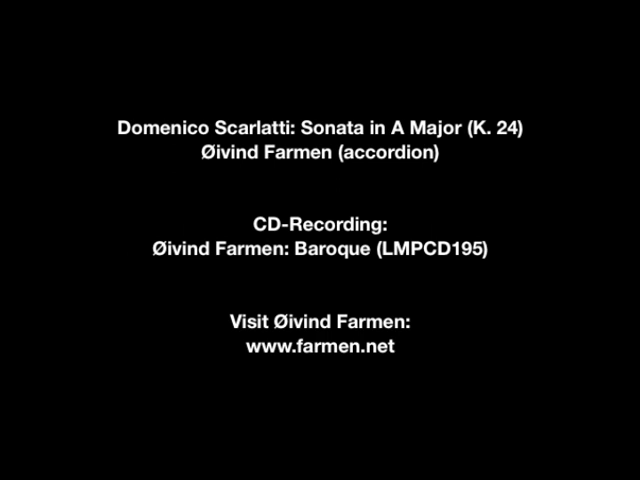 Domenico Scarlatti: Sonata in A Major (K. 24)
Øivind Farmen (accordion)
CD-Recording:
Øivind Farmen: Baroque (LMPCD195)
Visit Øivind Farmen:
www.farmen.net